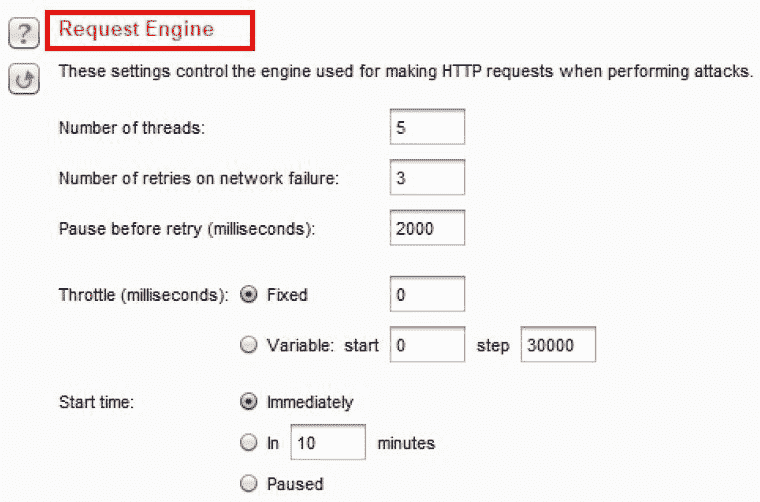 ?
Request Engine
These settings control the engine used for making HTTP requests when performing attacks.
Number of threads: 5
Number of retries on network failure: 3
Pause before retry (milliseconds): 2000
Throttle (milliseconds): Fixed 0
Variable: start 0 step 30000
Start time: Immediately
In 10 minutes
Paused